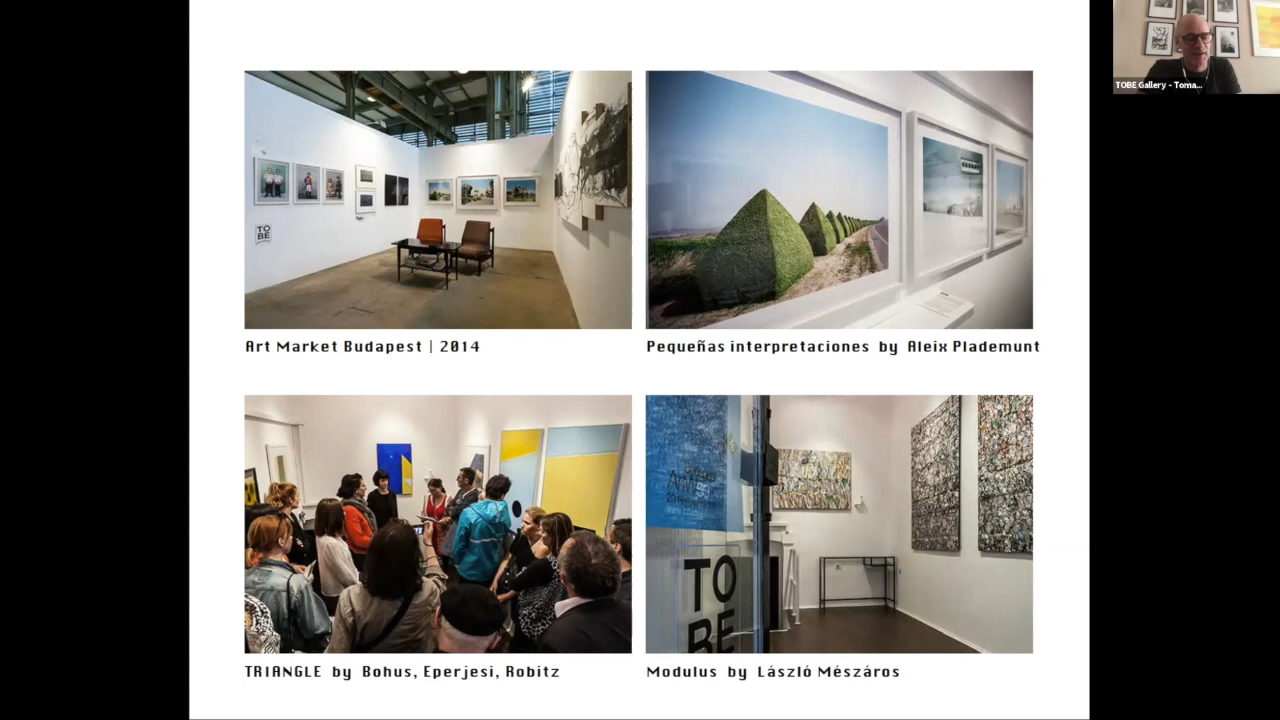 TOBE Gallery - Toma...
TO
BE
Art Market Budapest | 2014
Pequeñas interpretaciones by Aleix Plademunt
TO
BE
TRIANGLE by Bohus, Eperjesi, Robitz
Modulus by László Mészáros